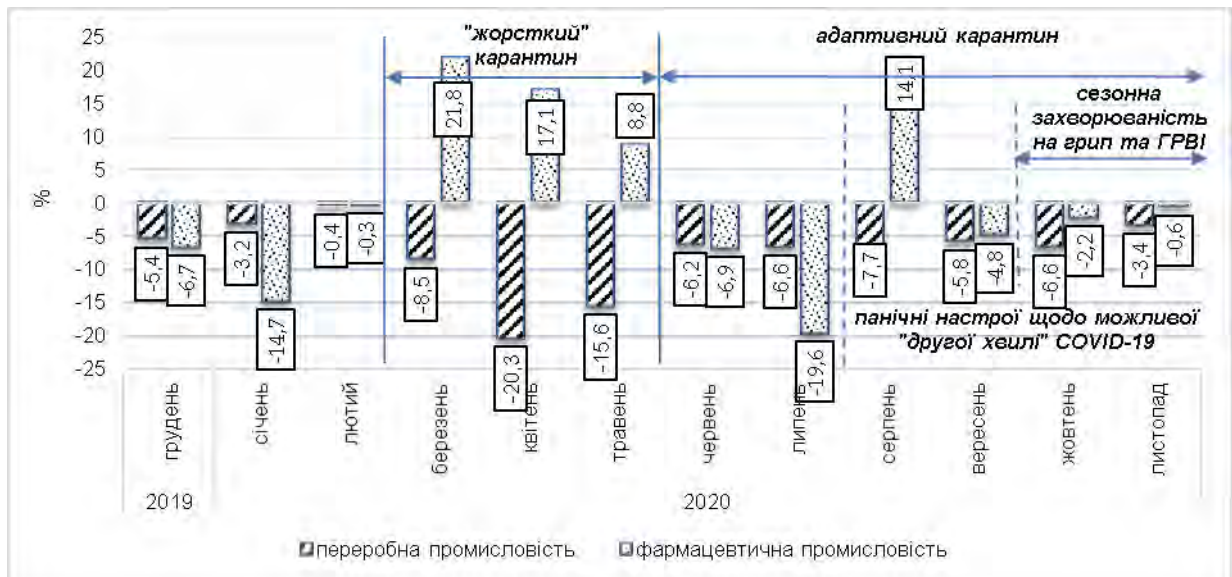 "жорсткий"
карантин
адаптивний карантин
сезонна
захворюваність
на грип та ГРВІ
%
25
20
15
10
5
0
-5
-10
-15
-20
-25
-5,4
-6,7
-3,2
-14,7
-0,4
-0,3
-8,5
21,8
-20,3
17,1
-15,6
8,8
-6,2
-6,9
-6,6
-19,6
-7,7
14,1
-5,8
-4,8
-6,6
-2,2
-3,4
-0,6
панічні настрої щодо можливої
"другої хвилі" COVID-19
грудень
січень
лютий
березень
квітень
травень
червень
липень
серпень
вересень
жовтень
листопад
2019
2020
переробна промисловість
фармацевтична промисловість